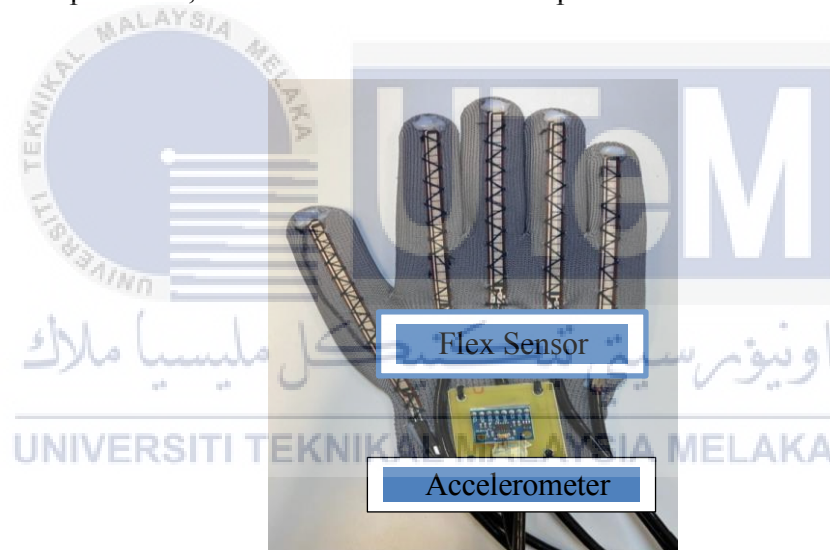 UNIVERSITI TEKNIKAL MALAYSIA MELAKA
UTeM
Flex Sensor
اونيۏرسيتي تيكنيكل مليسيا ملاك
UNIVERSITI TEKNIKAL MALAYSIA MELAKA
Accelerometer